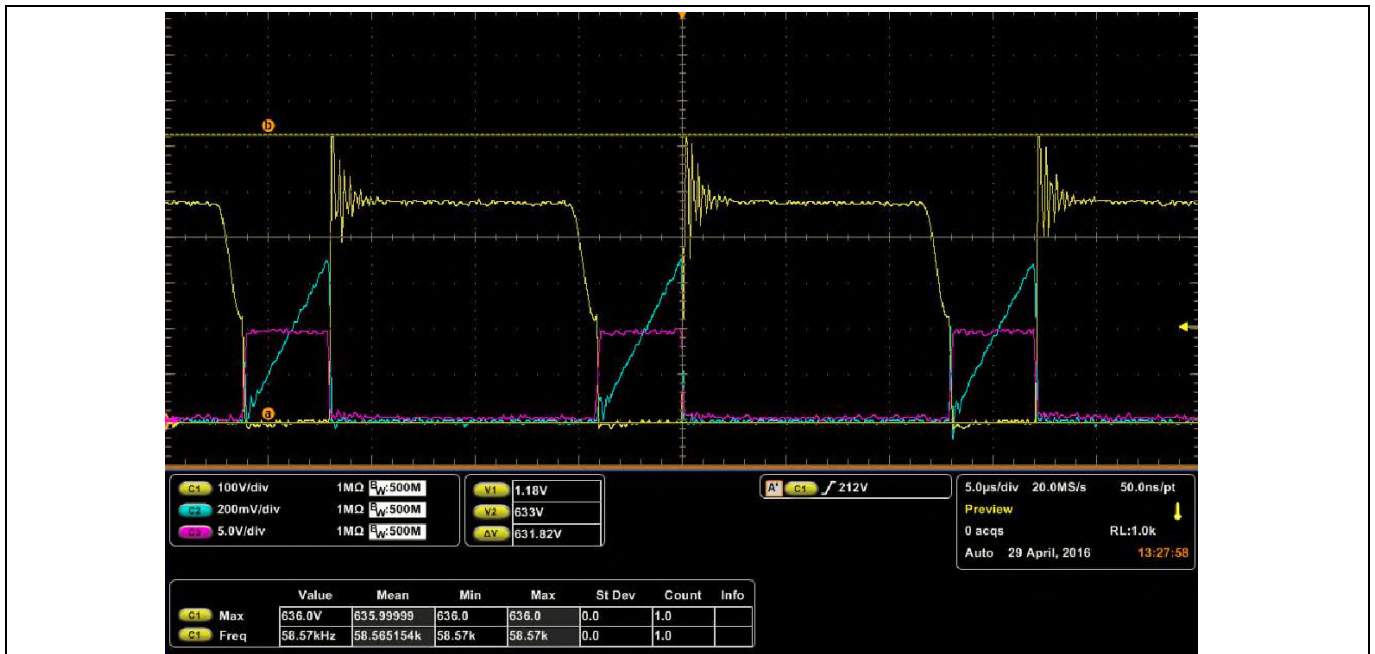 b
a
C1 100V/div 1MΩ BW:500M
C2 200mV/div 1MΩ BW:500M
C3 5.0V/div 1MΩ BW:500M
V1 1.18V
V2 633V
ΔV 631.82V
A' C1 212V
5.0µs/div 20.0MS/s 50.0ns/pt
Preview
0 acqs RL:1.0k
Auto 29 April, 2016 13:27:58
Value Mean Min Max St Dev Count Info
C1 Max 636.0V 635.99999 636.0 636.0 0.0 1.0
C1 Freq 58.57kHz 58.565154k 58.57k 58.57k 0.0 1.0